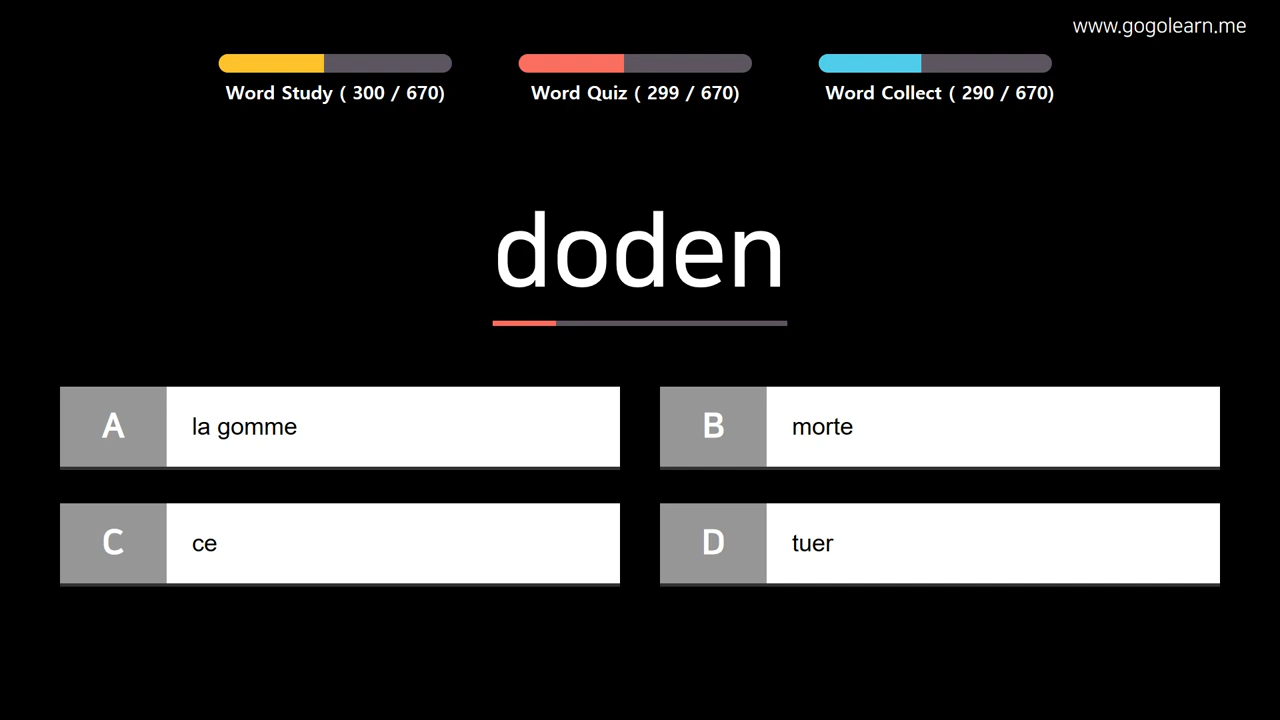 www.gogolearn.me
Word Study ( 300 / 670)
Word Quiz ( 299 / 670)
Word Collect ( 290 / 670)
doden
A la gomme
B morte
C ce
D tuer